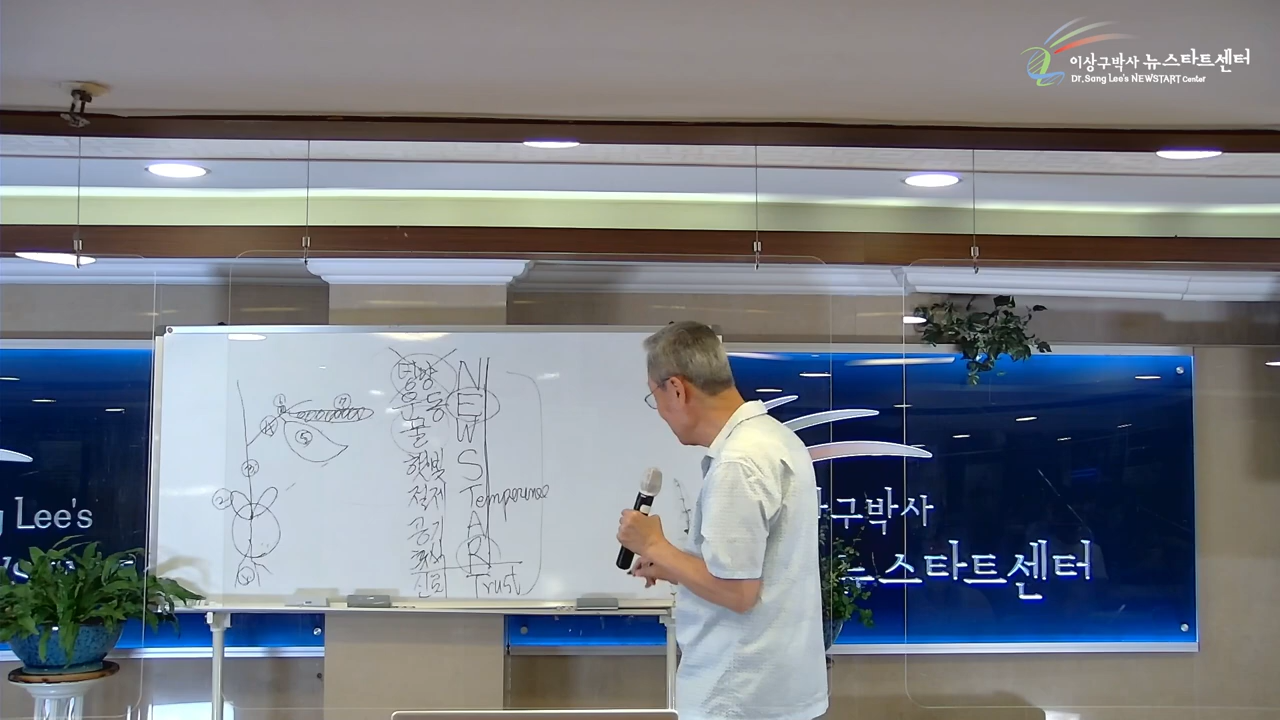 이상구박사 뉴스타트센터
Dr. Sang Lee's NEWSTART Center
영양 N
운동 E
물 W
햇빛 S
절제 Temperance
공기 A
휴식 R
신뢰 Trust
g Lee's
구박사
뉴스타트센터